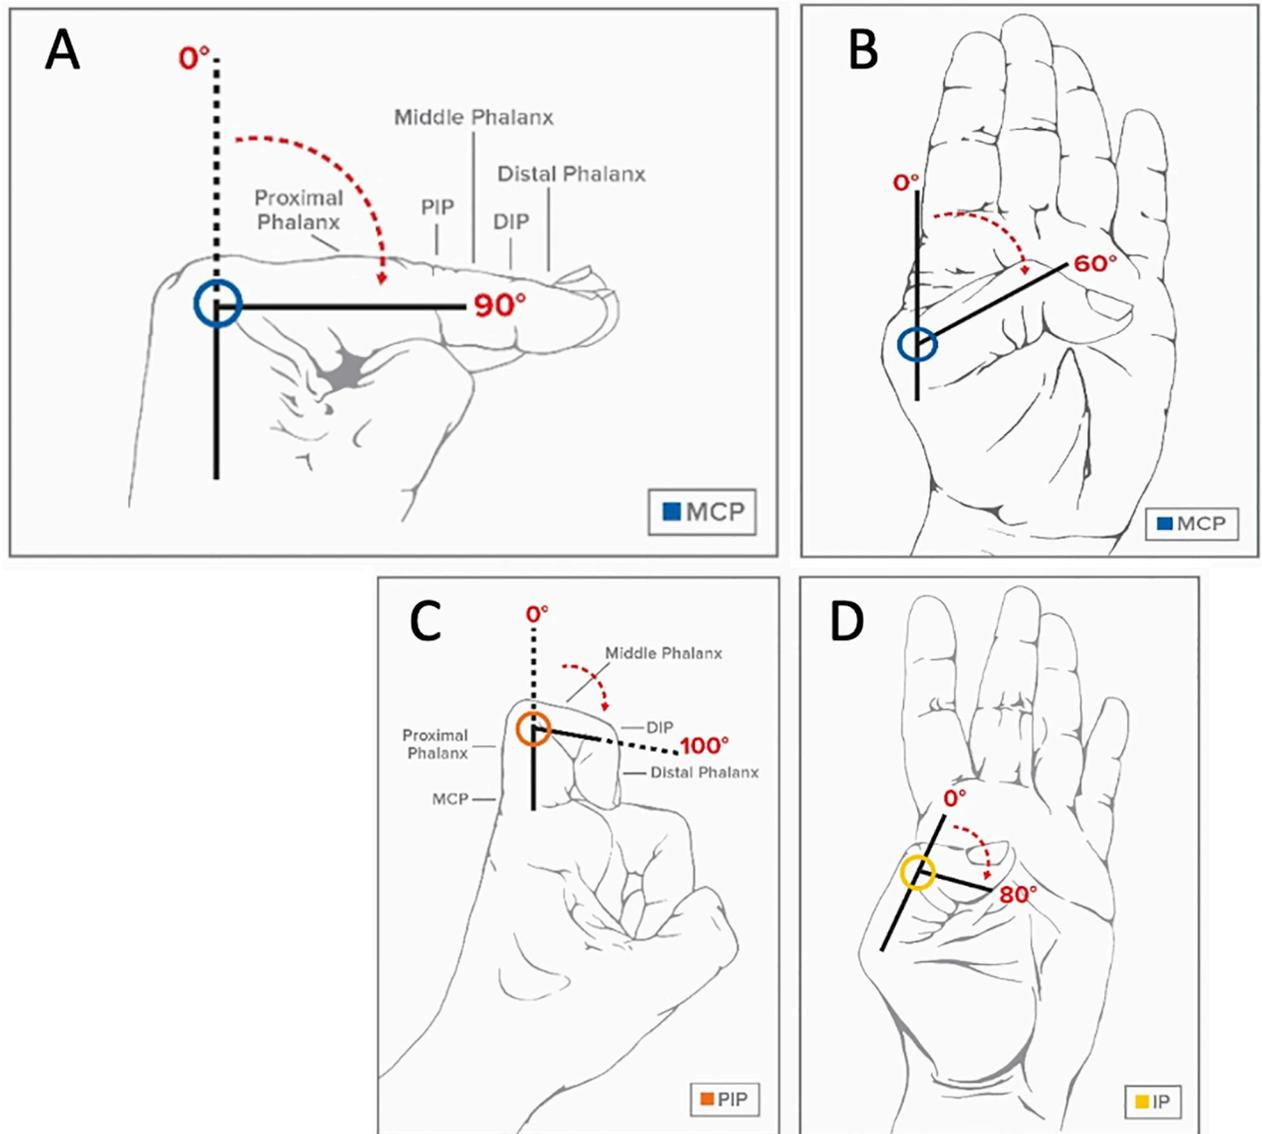 A
0°
Middle Phalanx
Distal Phalanx
Proximal
Phalanx
PIP
DIP
90°
MCP
B
0°
60°
MCP
C
0°
Middle Phalanx
DIP
Proximal
Phalanx
100°
Distal Phalanx
MCP
PIP
D
0°
80°
IP